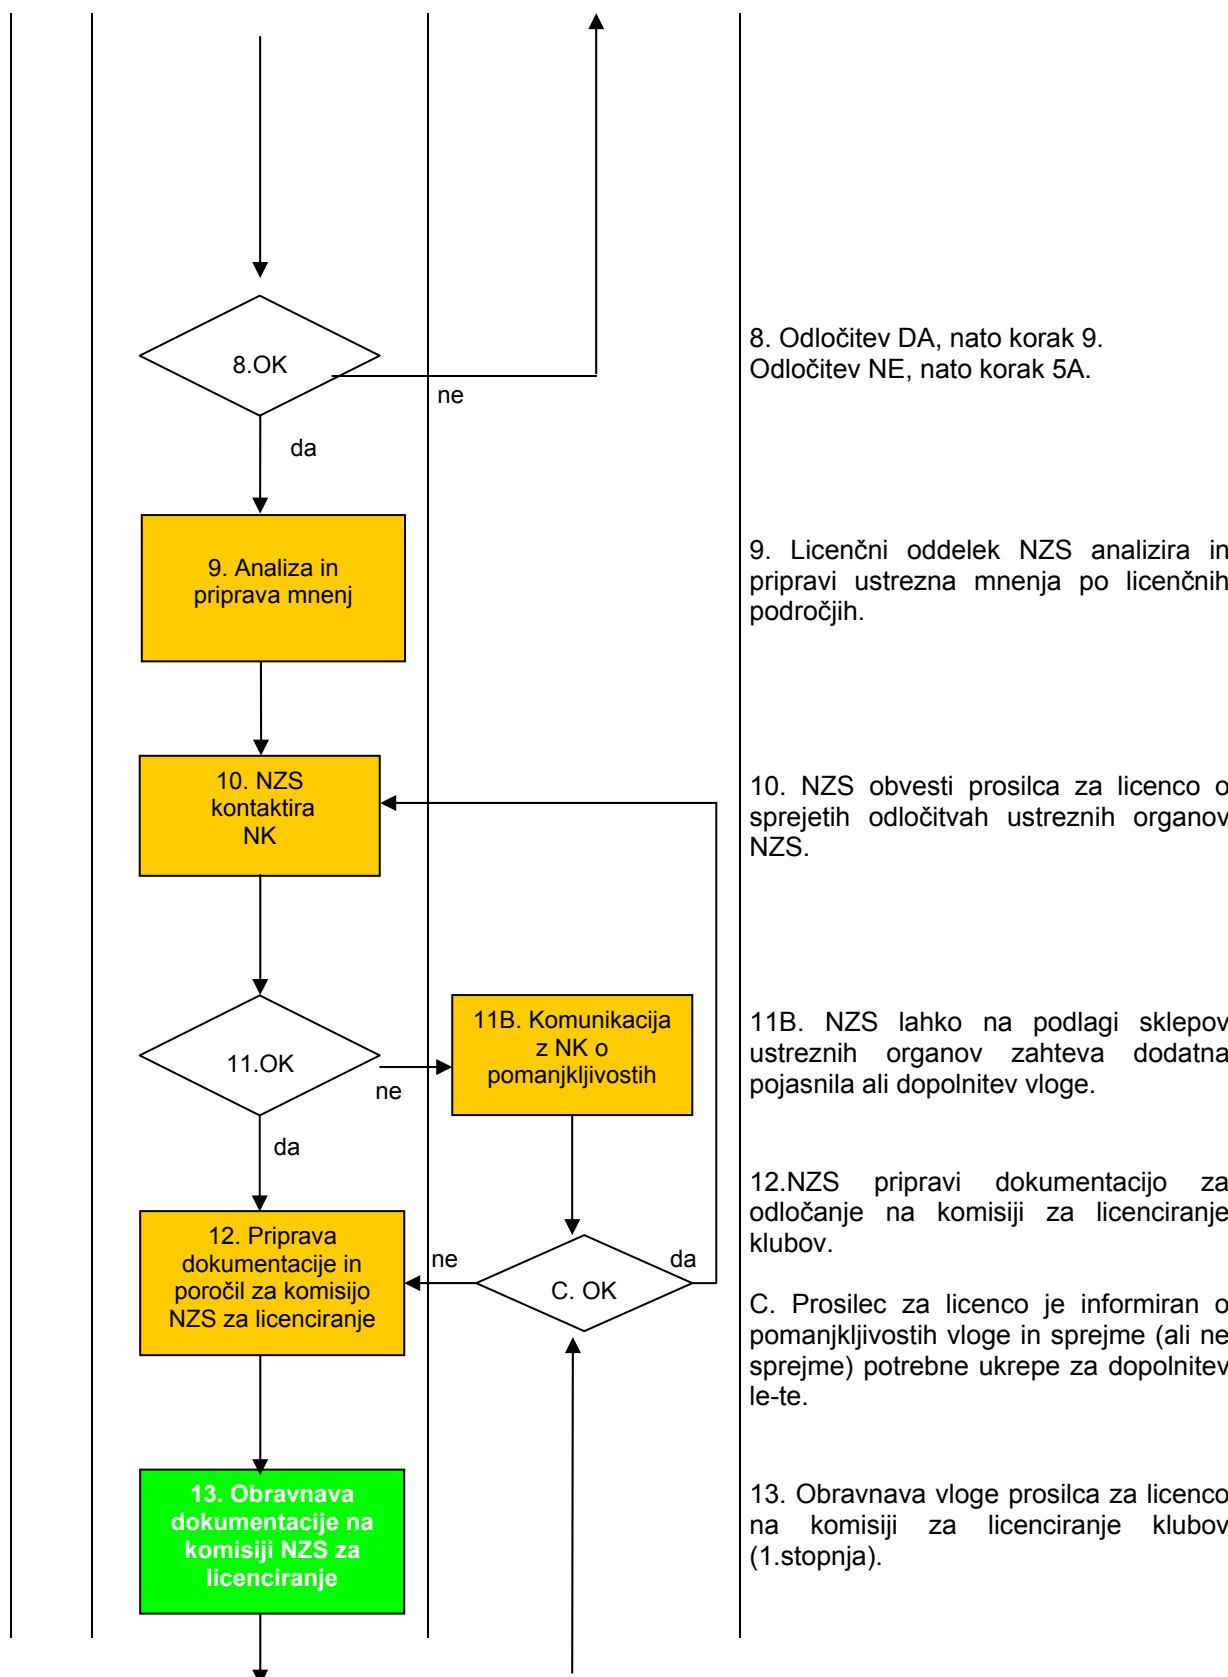 8.OK
ne
da
8. Odločitev DA, nato korak 9.
Odločitev NE, nato korak 5A.
9. Analiza in
priprava mnenj
9. Licenčni oddelek NZS analizira in
pripravi ustrezna mnenja po licenčnih
področjih.
10. NZS
kontaktira
NK
10. NZS obvesti prosilca za licenco o
sprejetih odločitvah ustreznih organov
NZS.
11.OK
ne
da
11B. Komunikacija
z NK o
pomanjkljivostih
11B. NZS lahko na podlagi sklepov
ustreznih organov zahteva dodatna
pojasnila ali dopolnitev vloge.
12. Priprava
dokumentacije in
poročil za komisijo
NZS za licenciranje
ne
C. OK
da
12.NZS pripravi dokumentacijo za
odločanje na komisiji za licenciranje
klubov.
C. Prosilec za licenco je informiran o
pomanjkljivostih vloge in sprejme (ali ne
sprejme) potrebne ukrepe za dopolnitev
le-te.
13. Obravnava
dokumentacije na
komisiji NZS za
licenciranje
13. Obravnava vloge prosilca za licenco
na komisiji za licenciranje klubov
(1.stopnja).